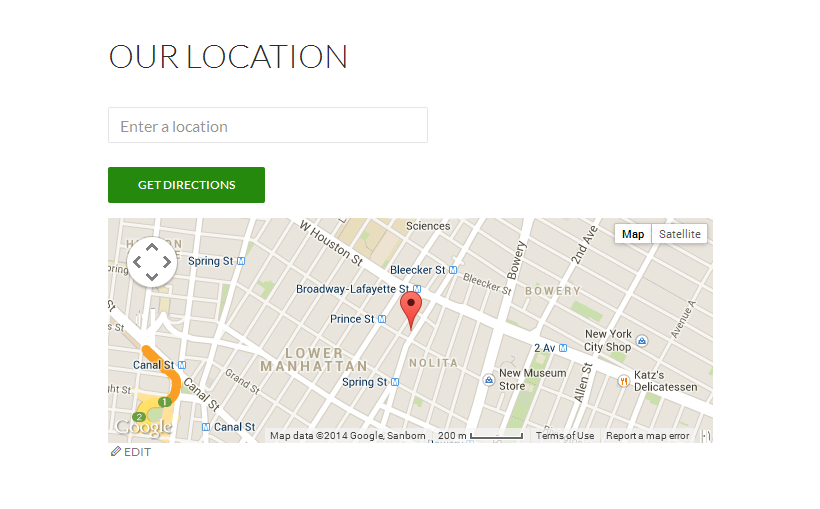 OUR LOCATION
Enter a location
GET DIRECTIONS
Sciences
W Houston St
Map
Satellite
Spring St M
Bleecker St M
Bowery
2nd Ave
Bleecker St
Broadway-Lafayette St M
BOWERY
Avenue A
Prince St M
New York
City Shop
2 Av M
LOWER
MANHATTAN
NOLITA
Canal St M
Grand St
Spring St M
New Museum
Store
Allen St
Katz's
Delicatessen
Canal St
1
2
Google
M Canal St
Map data ©2014 Google, Sanborn
200 m
Terms of Use
Report a map error
EDIT